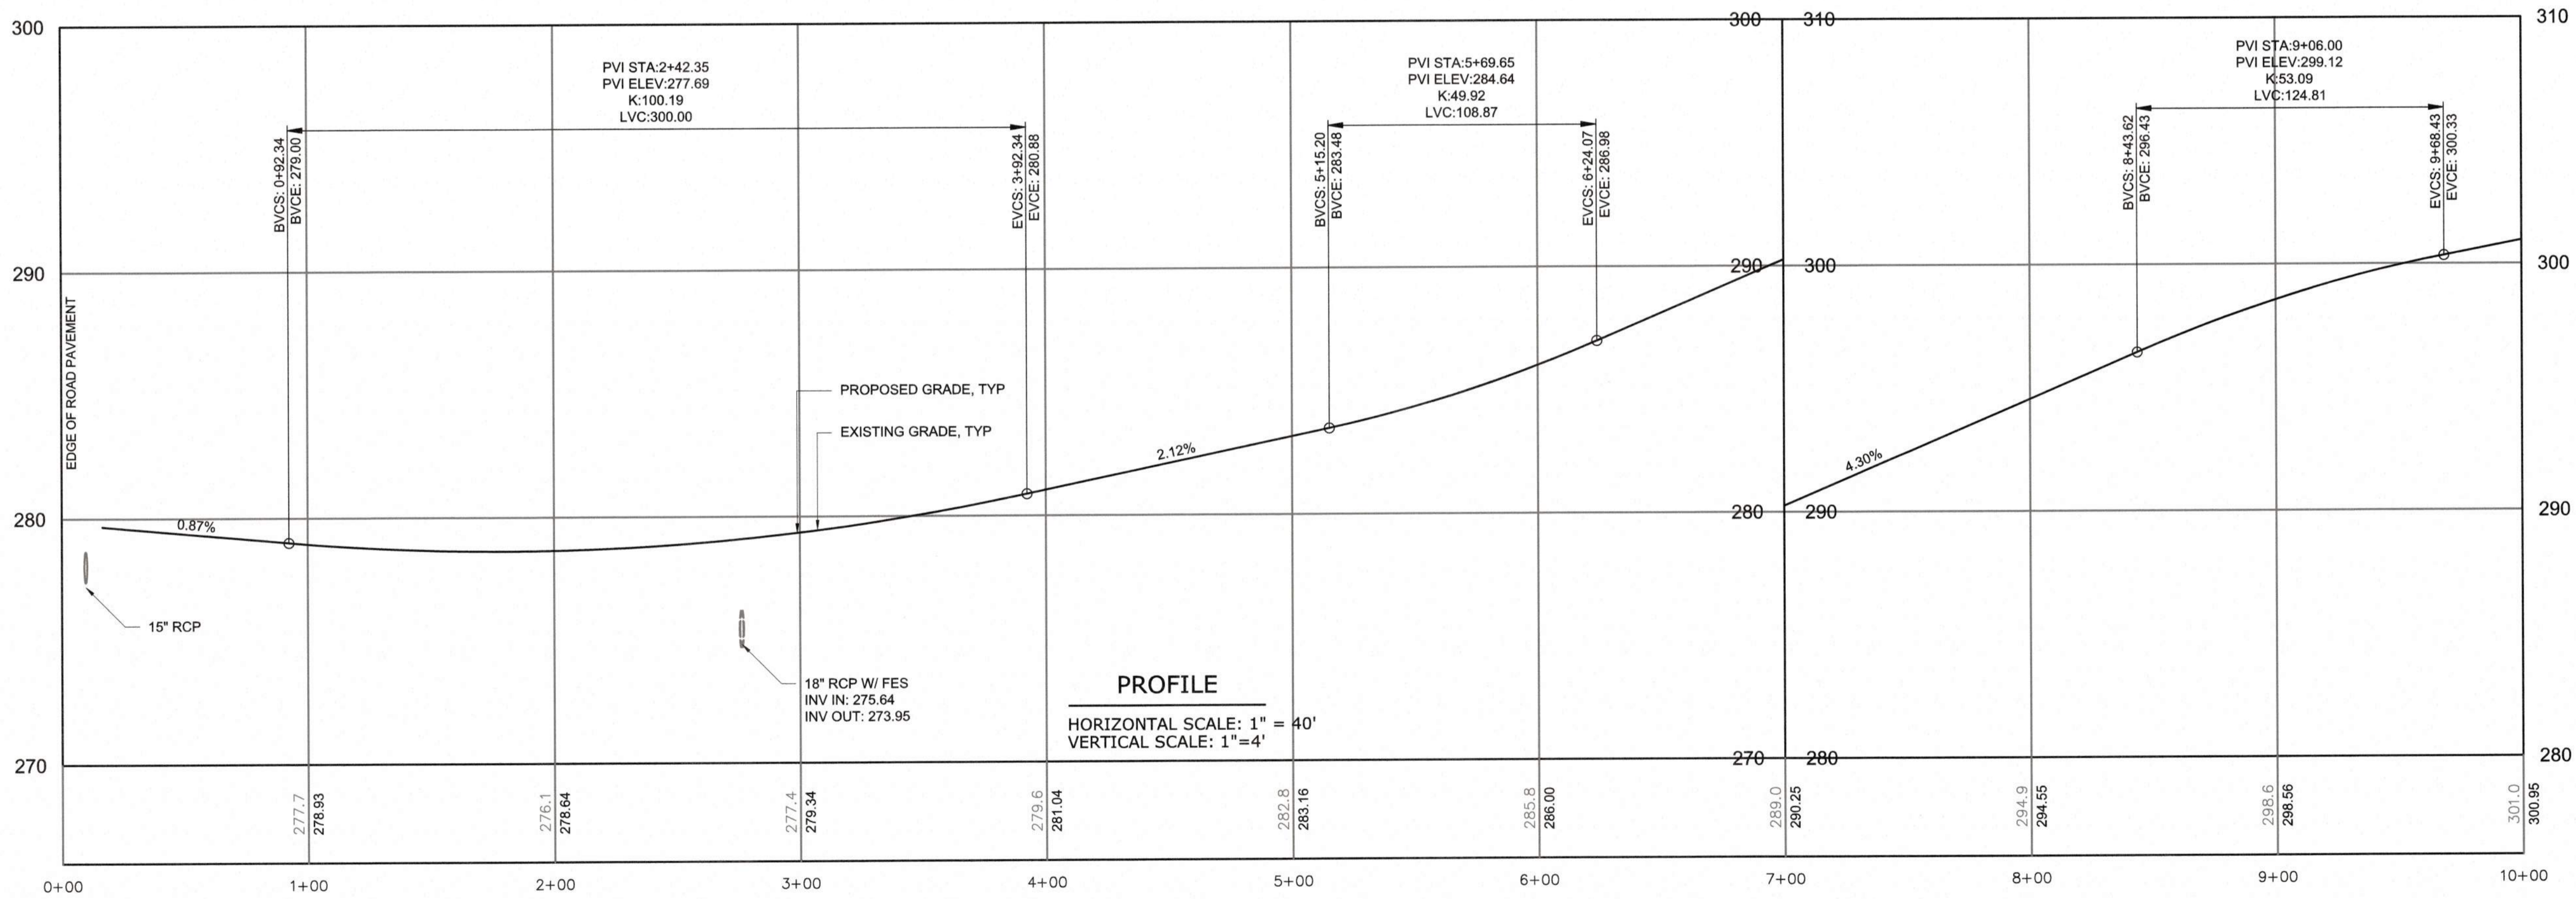 300
290
280
270
EDGE OF ROAD PAVEMENT
0.87%
15" RCP
BVCS: 0+92.34
BVCE: 279.00
PVI STA:2+42.35
PVI ELEV:277.69
K:100.19
LVC:300.00
EVCS: 3+92.34
EVCE: 280.88
PROPOSED GRADE, TYP
EXISTING GRADE, TYP
18" RCP W/ FES
INV IN: 275.64
INV OUT: 273.95
2.12%
BVCS: 5+15.20
BVCE: 283.48
PVI STA:5+69.65
PVI ELEV:284.64
K:49.92
LVC:108.87
EVCS: 6+24.07
EVCE: 286.98
PROFILE
HORIZONTAL SCALE: 1" = 40'
VERTICAL SCALE: 1"=4'
300
290
280
270
310
300
290
280
4.30%
BVCS: 8+43.62
BVCE: 296.43
PVI STA:9+06.00
PVI ELEV:299.12
K:53.09
LVC:124.81
EVCS: 9+68.43
EVCE: 300.33
310
300
290
280
277.7
278.93
276.1
278.64
277.4
279.34
279.6
281.04
282.8
283.16
285.8
286.00
289.0
290.25
294.9
294.55
298.6
298.56
301.0
300.95
0+00
1+00
2+00
3+00
4+00
5+00
6+00
7+00
8+00
9+00
10+00